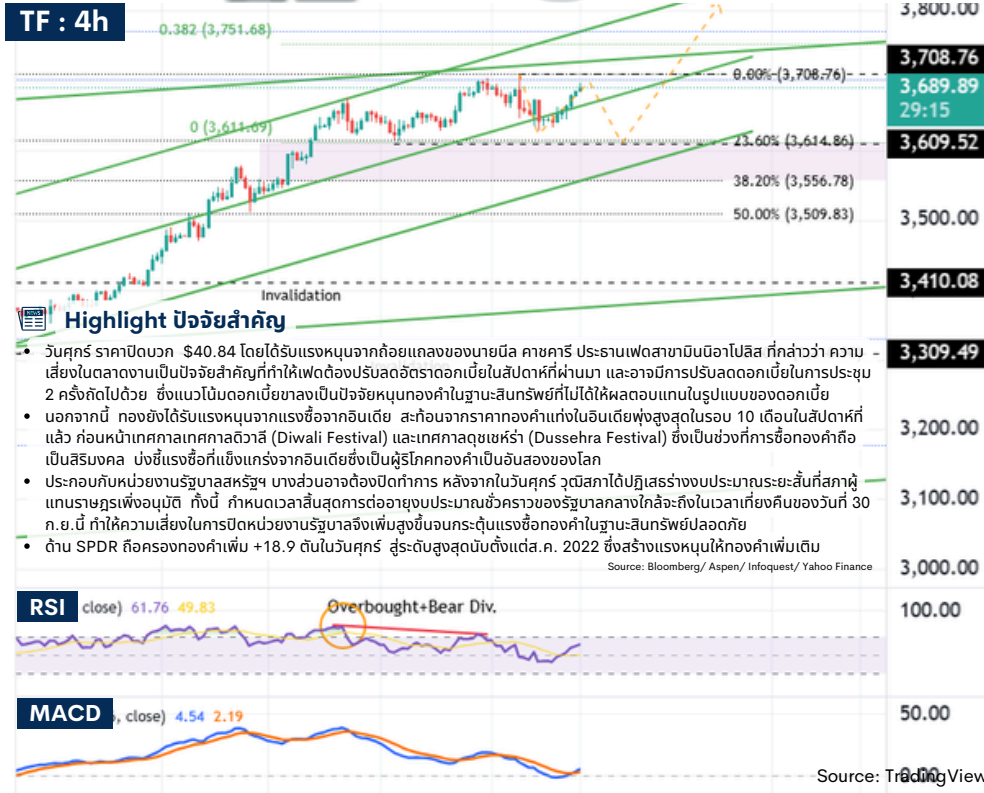 TF : 4h
3,800.00
0.382 (3,751.68)
3,708.76
0.00% (3,708.76)
3,689.89
29:15
0 (3,611.69)
23.60% (3,614.86)
3,609.52
38.20% (3,556.78)
50.00% (3,509.83)
3,500.00
3,410.08
Invalidation
Highlight ปัจจัยสำคัญ
3,309.49
• วันศุกร์ ราคาปิดบวก $40.84 โดยได้รับแรงหนุนจากถ้อยแถลงของนายนีล คาชคารี ประธานเฟดสาขามินนิอาโปลิส ที่กล่าวว่า ความ
เสี่ยงในตลาดงานเป็นปัจจัยสำคัญที่ทำให้เฟดต้องปรับลดอัตราดอกเบี้ยในสัปดาห์ที่ผ่านมา และอาจมีการปรับลดดอกเบี้ยในการประชุม
2 ครั้งถัดไปด้วย ซึ่งแนวโน้มดอกเบี้ยขาลงเป็นปัจจัยหนุนทองคำในฐานะสินทรัพย์ที่ไม่ได้ให้ผลตอบแทนในรูปแบบของดอกเบี้ย
• นอกจากนี้ ทองยังได้รับแรงหนุนจากแรงซื้อจากอินเดีย สะท้อนจากราคาทองคำแท่งในอินเดียพุ่งสูงสุดในรอบ 10 เดือนในสัปดาห์ที่
แล้ว ก่อนหน้าเทศกาลเทศกาลดิวาลี (Diwali Festival) และเทศกาลดุชเชร์ร่า (Dussehra Festival) ซึ่งเป็นช่วงที่การซื้อทองคำถือ
เป็นสิริมงคล บ่งชี้แรงซื้อที่แข็งแกร่งจากอินเดียซึ่งเป็นผู้ริโภคทองคำเป็นอันสองของโลก
3,200.00
• ประกอบกับหน่วยงานรัฐบาลสหรัฐฯ บางส่วนอาจต้องปิดทำการ หลังจากในวันศุกร์ วุฒิสภาได้ปฏิเสธร่างงบประมาณระยะสั้นที่สภาผู้
แทนราษฎรเพิ่งอนุมัติ ทั้งนี้ กำหนดเวลาสิ้นสุดการต่ออายุงบประมาณชั่วคราวของรัฐบาลกลางใกล้จะถึงในเวลาเที่ยงคืนของวันที่ 30
ก.ย.นี้ ทำให้ความเสี่ยงในการปิดหน่วยงานรัฐบาลจึงเพิ่มสูงขึ้นจนกระตุ้นแรงซื้อทองคำในฐานะสินทรัพย์ปลอดภัย
3,100.00
• ด้าน SPDR ถือครองทองคำเพิ่ม +18.9 ตันในวันศุกร์ สู่ระดับสูงสุดนับตั้งแต่ส.ค. 2022 ซึ่งสร้างแรงหนุนให้ทองคำเพิ่มเติม
Source: Bloomberg/ Aspen/ Infoquest/ Yahoo Finance
3,000.00
RSI close) 61.76 49.83
Overbought+Bear Div.
100.00
MACD , close) 4.54 2.19
50.00
0.00
Source: TradingView